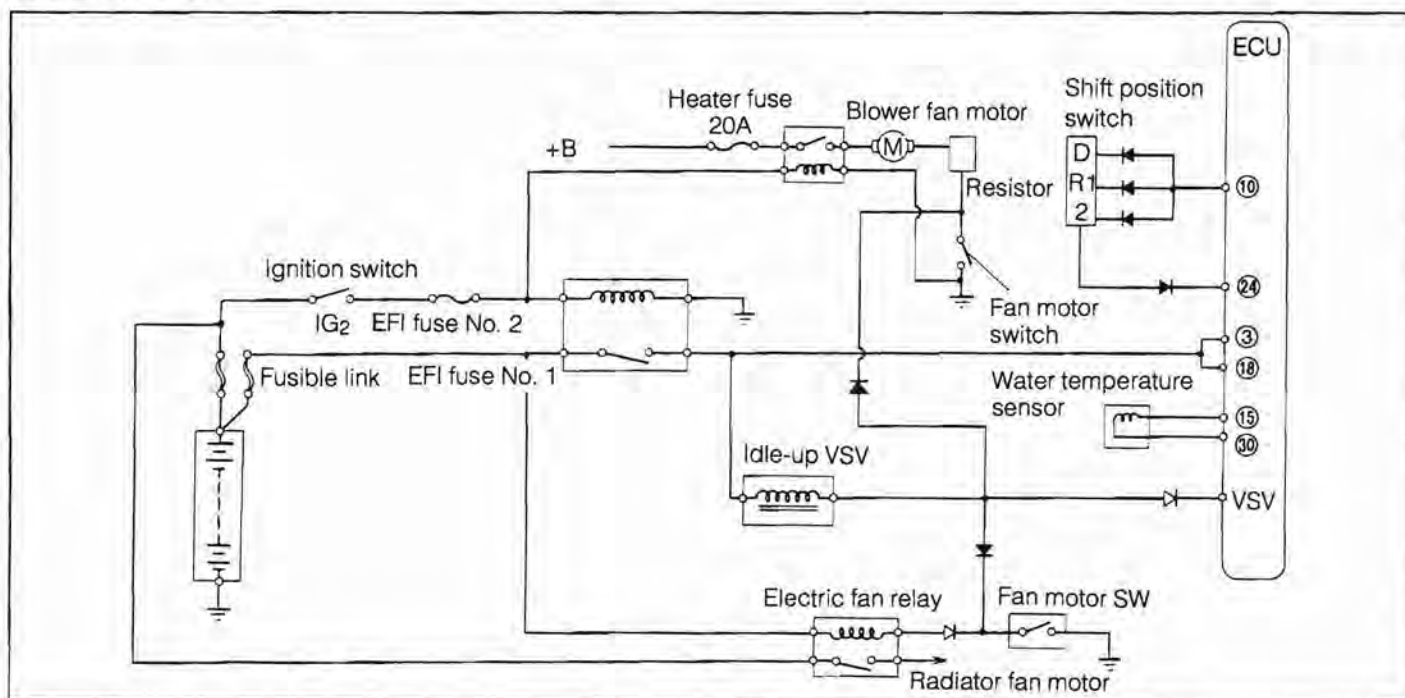 ECU
Shift position
switch
Heater fuse
20A
Blower fan motor
+B
M
D
R1
2
Resistor
10
24
Ignition switch
IG2
EFI fuse No. 2
Fan motor
switch
3
18
Fusible link
EFI fuse No. 1
Water temperature
sensor
15
30
Idle-up VSV
VSV
Electric fan relay
Fan motor SW
Radiator fan motor